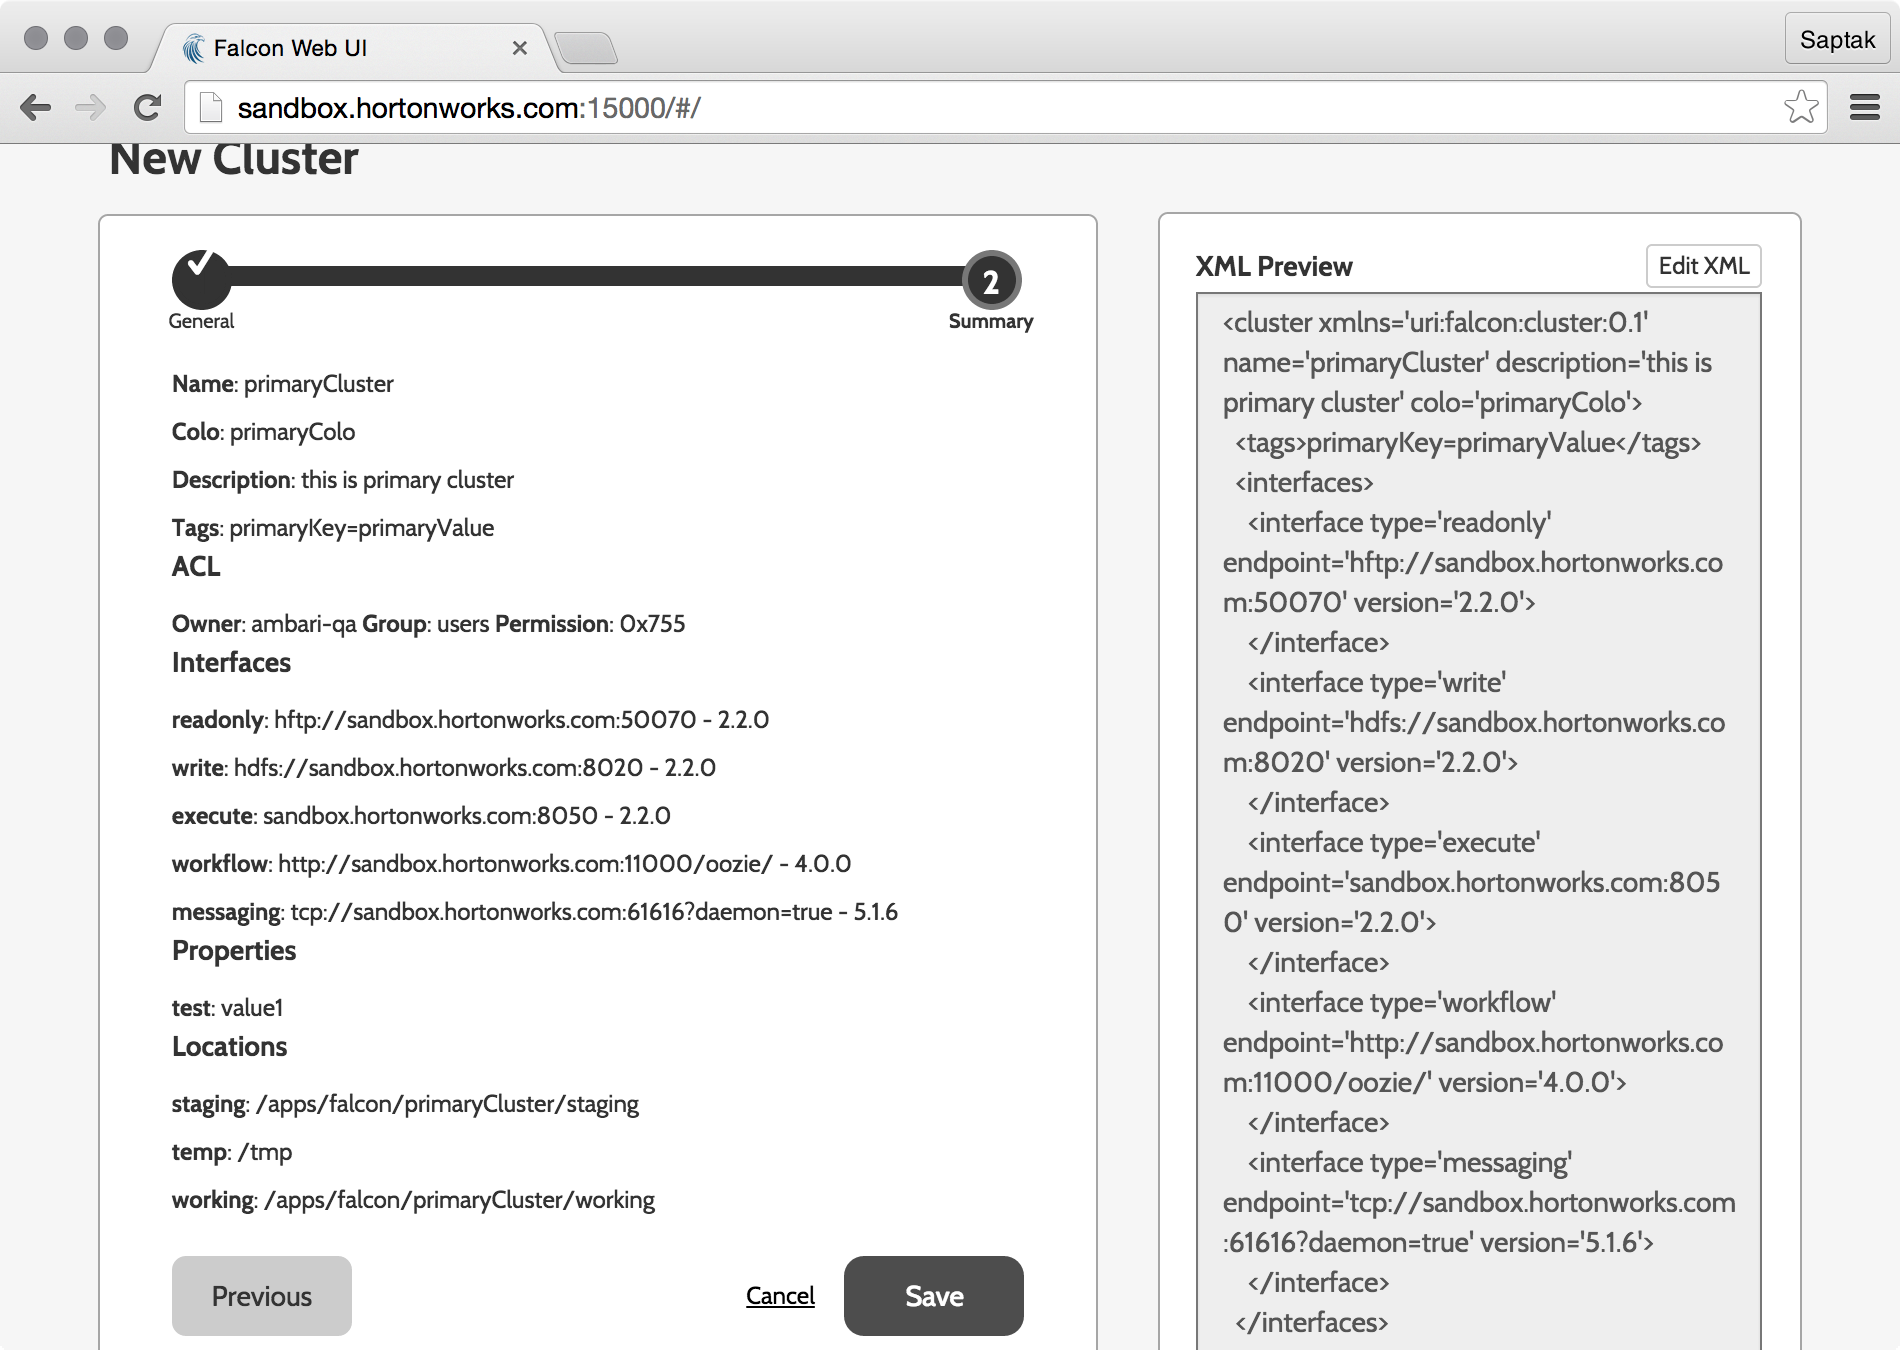 Falcon Web UI
Saptak
sandbox.hortonworks.com:15000/#/
New Cluster
2
General
Summary
Name: primaryCluster
Colo: primaryColo
Description: this is primary cluster
Tags: primaryKey=primaryValue
ACL
Owner: ambari-qa Group: users Permission: 0x755
Interfaces
readonly: hftp://sandbox.hortonworks.com:50070 - 2.2.0
write: hdfs://sandbox.hortonworks.com:8020 - 2.2.0
execute: sandbox.hortonworks.com:8050 - 2.2.0
workflow: http://sandbox.hortonworks.com:11000/oozie/ - 4.0.0
messaging: tcp://sandbox.hortonworks.com:61616?daemon=true - 5.1.6
Properties
test: value1
Locations
staging: /apps/falcon/primaryCluster/staging
temp: /tmp
working: /apps/falcon/primaryCluster/working
Previous
Cancel
Save
XML Preview
Edit XML
<cluster xmlns='uri:falcon:cluster:0.1'
name='primaryCluster' description='this is
primary cluster' colo='primaryColo'>
<tags>primaryKey=primaryValue</tags>
<interfaces>
<interface type='readonly'
endpoint='hftp://sandbox.hortonworks.co
m:50070' version='2.2.0'>
</interface>
<interface type='write'
endpoint='hdfs://sandbox.hortonworks.co
m:8020' version='2.2.0'>
</interface>
<interface type='execute'
endpoint='sandbox.hortonworks.com:805
0' version='2.2.0'>
</interface>
<interface type='workflow'
endpoint='http://sandbox.hortonworks.co
m:11000/oozie/' version='4.0.0'>
</interface>
<interface type='messaging'
endpoint='tcp://sandbox.hortonworks.com
:61616?daemon=true' version='5.1.6'>
</interface>
</interfaces>